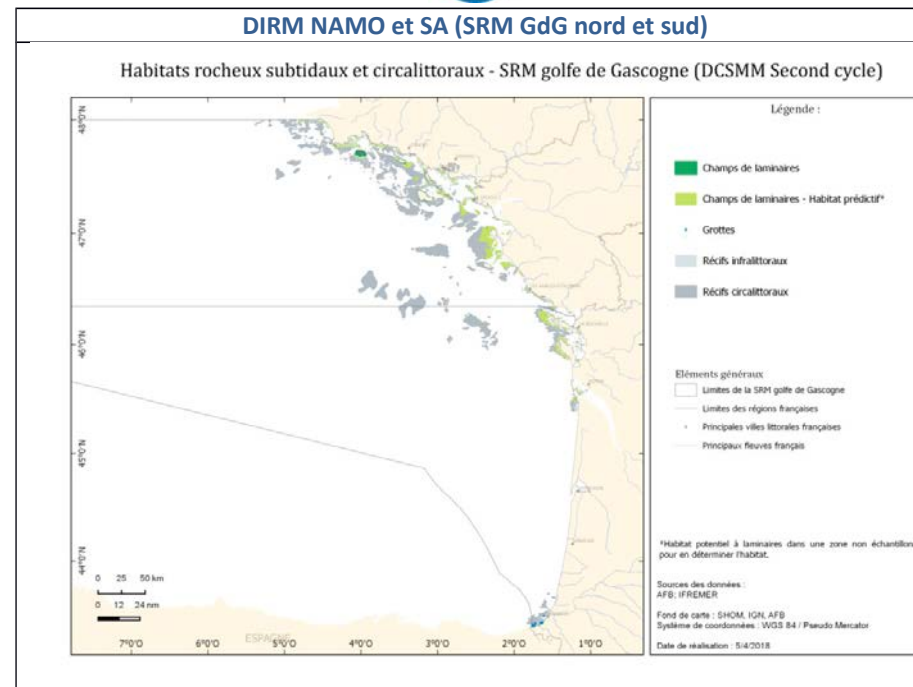 DIRM NAMO et SA (SRM GdG nord et sud)
Habitats rocheux subtidaux et circalittoraux - SRM golfe de Gascogne (DCSMM Second cycle)
48°0'N
47°0'N
46°0'N
45°0'N
44°0'N
0 25 50 km
0 12 24 nm
ESPAGNE
7°0'O 6°0'O 5°0'O 4°0'O 3°0'O 2°0'O 1°0'O
Légende :
Champs de laminaires
Champs de laminaires - Habitat prédictif*
Grottes
Récifs infralittoraux
Récifs circalittoraux
Eléments généraux
Limites de la SRM golfe de Gascogne
Limites des régions françaises
Principales villes littorales françaises
Principaux fleuves français
*Habitat potentiel à laminaires dans une zone non échantillon
pour en déterminer l'habitat.
Sources des données :
AFB; IFREMER
Fond de carte : SHOM, IGN, AFB
Système de coordonnées : WGS 84 / Pseudo Mercator
Date de réalisation : 5/4/2018